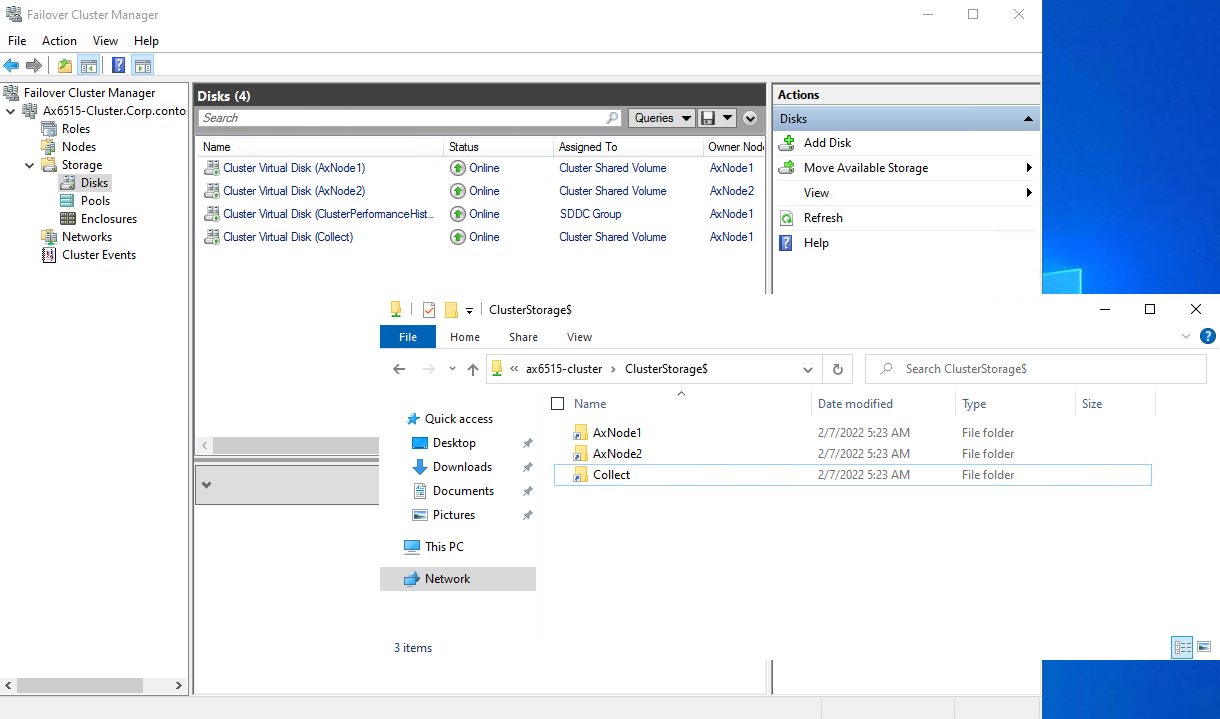 Failover Cluster Manager
File Action View Help
Failover Cluster Manager
Ax6515-Cluster.Corp.conto
Roles
Nodes
Storage
Disks
Pools
Enclosures
Networks
Cluster Events
Disks (4)
Search
Queries
Name Status Assigned To Owner Node
Cluster Virtual Disk (AxNode1) Online Cluster Shared Volume AxNode1
Cluster Virtual Disk (AxNode2) Online Cluster Shared Volume AxNode2
Cluster Virtual Disk (ClusterPerformanceHist... Online SDDC Group AxNode1
Cluster Virtual Disk (Collect) Online Cluster Shared Volume AxNode1
Actions
Disks
Add Disk
Move Available Storage
View
Refresh
Help
ClusterStorage$
File Home Share View
« ax6515-cluster › ClusterStorage$
Search ClusterStorage$
Quick access
Desktop
Downloads
Documents
Pictures
This PC
Network
Name Date modified Type Size
AxNode1 2/7/2022 5:23 AM File folder
AxNode2 2/7/2022 5:23 AM File folder
Collect 2/7/2022 5:23 AM File folder
3 items